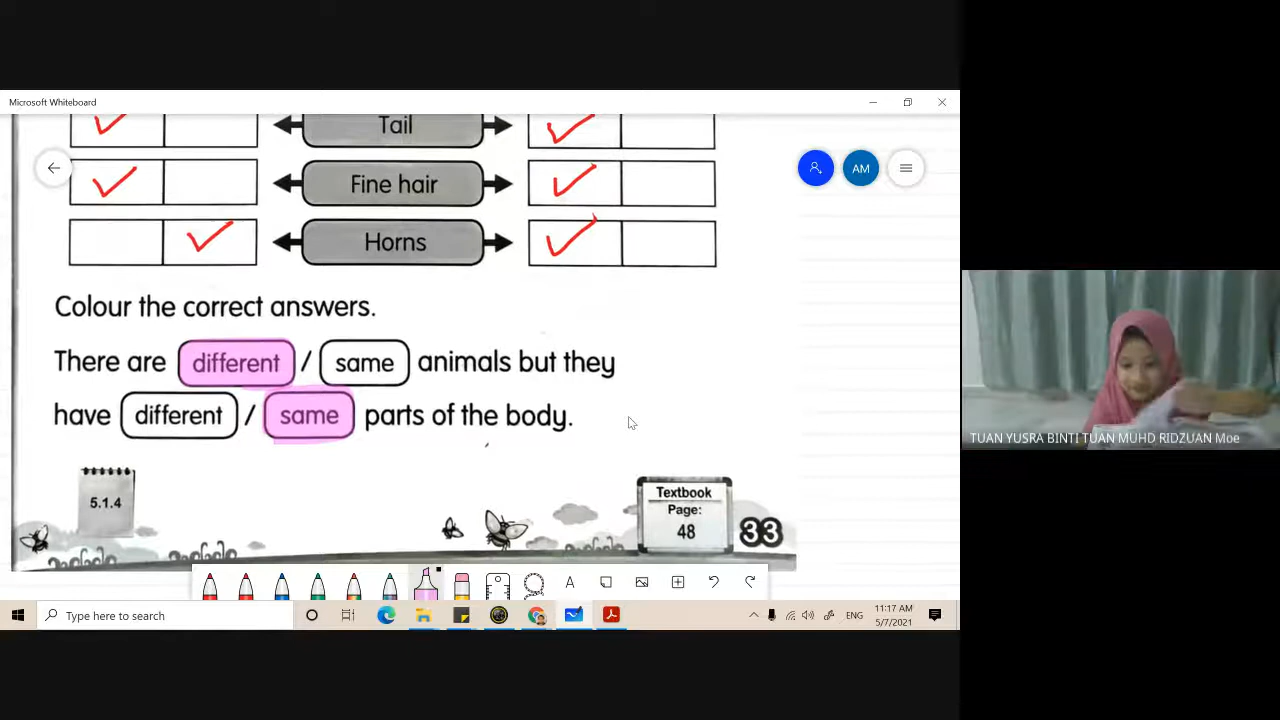 Microsoft Whiteboard
Tail
AM
Fine hair
Horns
Colour the correct answers.
There are different / same animals but they
have different / same parts of the body.
5.1.4
Textbook
Page:
48
33
TUAN YUSRA BINTI TUAN MUHD RIDZUAN Moe
A
Type here to search
ENG
11:17 AM
5/7/2021